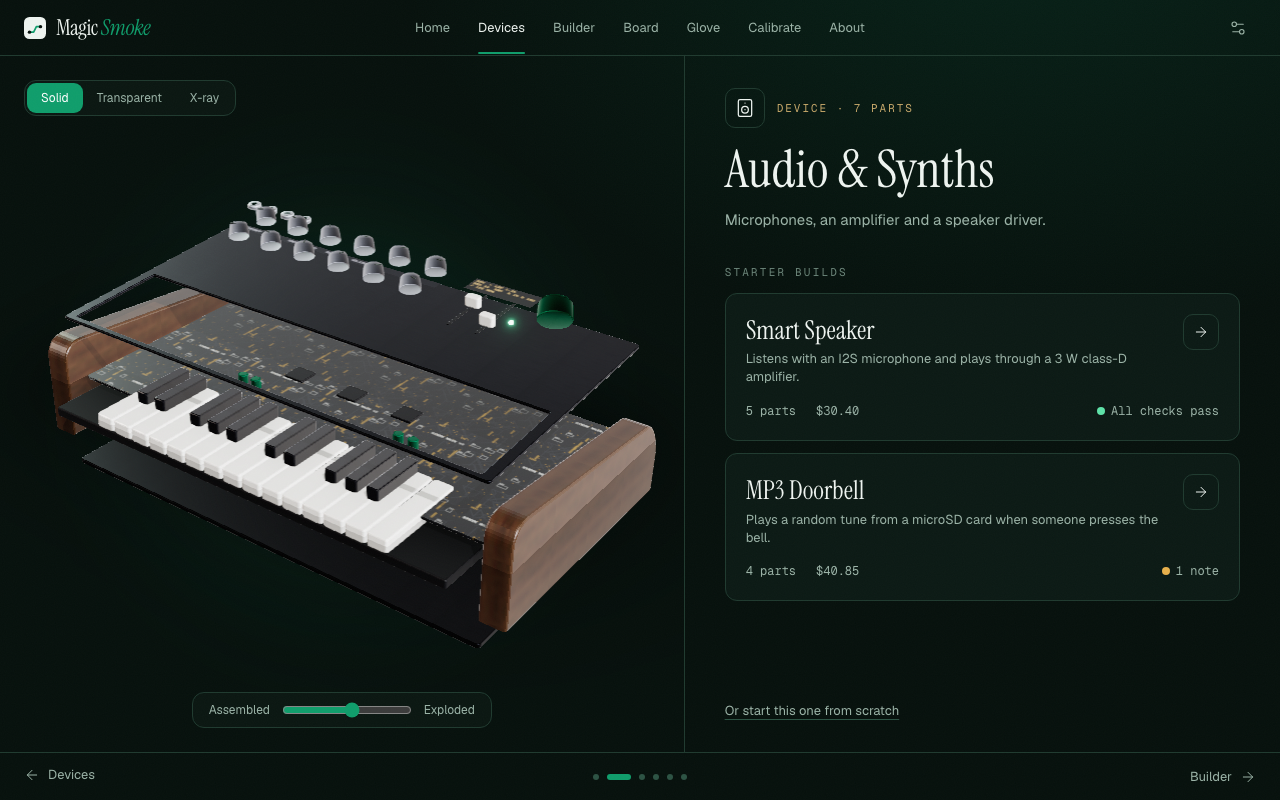 Magic Smoke
Home
Devices
Builder
Board
Glove
Calibrate
About
Solid
Transparent
X-ray
DEVICE · 7 PARTS
Audio & Synths
Microphones, an amplifier and a speaker driver.
STARTER BUILDS
Smart Speaker
Listens with an I2S microphone and plays through a 3 W class-D
amplifier.
5 parts $30.40
All checks pass
MP3 Doorbell
Plays a random tune from a microSD card when someone presses the
bell.
4 parts $40.85
1 note
Assembled
Exploded
Or start this one from scratch
Devices
Builder